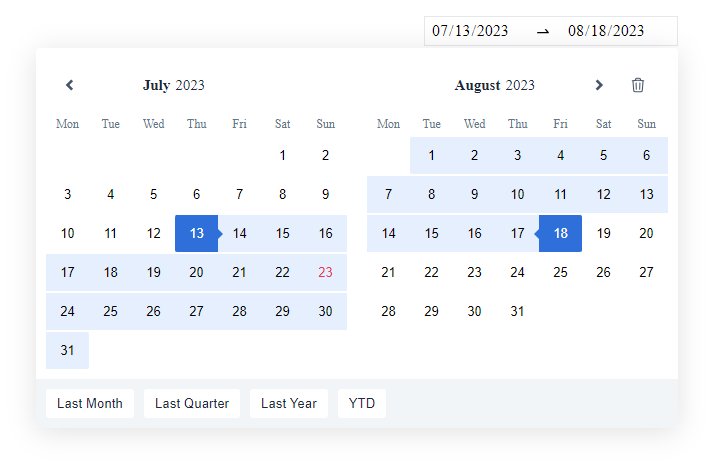 07/13/2023 ⇀ 08/18/2023
July 2023 August 2023
Mon Tue Wed Thu Fri Sat Sun Mon Tue Wed Thu Fri Sat Sun
1 2 1 2 3 4 5 6
3 4 5 6 7 8 9 7 8 9 10 11 12 13
10 11 12 13 14 15 16 14 15 16 17 18 19 20
17 18 19 20 21 22 23 21 22 23 24 25 26 27
24 25 26 27 28 29 30 28 29 30 31
31
Last Month Last Quarter Last Year YTD